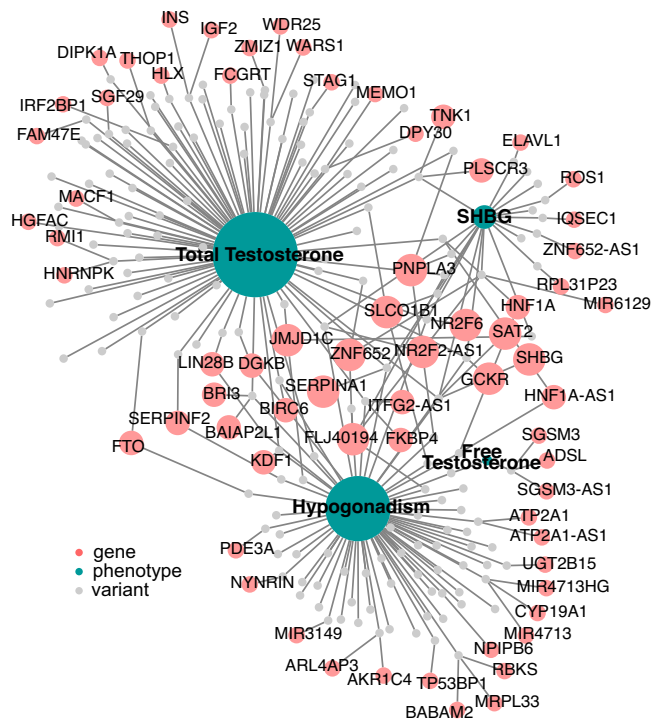 INS
IGF2
WDR25
ZMIZ1
WARS1
DIPK1A
THOP1
HLX
FCGRT
STAG1
MEMO1
SGF29
IRF2BP1
FAM47E
TNK1
DPY30
ELAVL1
PLSCR3
ROS1
MACF1
HGFAC
RMI1
SHBG
IQSEC1
Total Testosterone
ZNF652-AS1
HNRNPK
PNPLA3
RPL31P23
MIR6129
SLCO1B1
HNF1A
NR2F6
SAT2
JMJD1C
ZNF652
NR2F2-AS1
SHBG
LIN28B
DGKB
GCKR
SERPINA1
BRI3
HNF1A-AS1
BIRC6
ITFG2-AS1
SERPINF2
BAIAP2L1
FTO
FLJ40194
FKBP4
SGSM3
Free
Testosterone
ADSL
KDF1
SGSM3-AS1
Hypogonadism
ATP2A1
ATP2A1-AS1
PDE3A
gene
phenotype
variant
UGT2B15
NYNRIN
MIR4713HG
CYP19A1
MIR3149
MIR4713
NPIPB6
ARL4AP3
RBKS
AKR1C4
TP53BP1
MRPL33
BABAM2